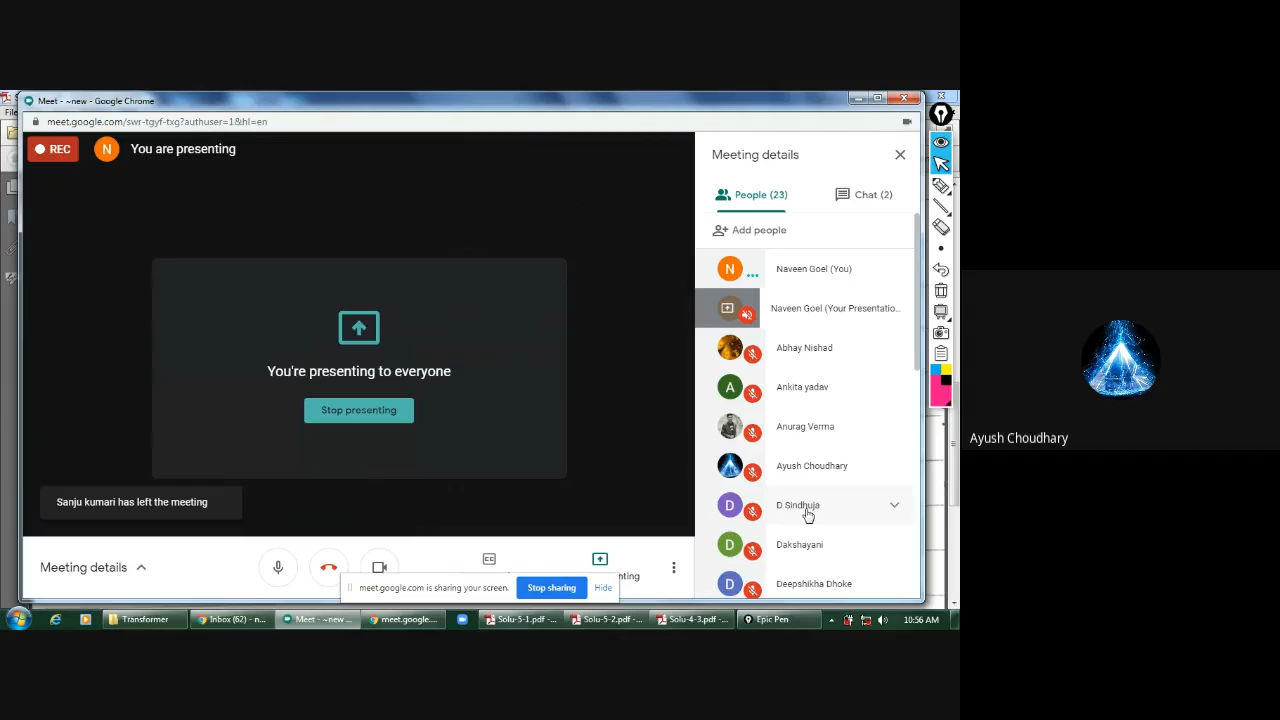 Meet - ~new - Google Chrome
meet.google.com/swr-tgyf-txg?authuser=1&hl=en
REC
N
You are presenting
Meeting details
People (23)
Chat (2)
Add people
N
Naveen Goel (You)
Naveen Goel (Your Presentatio...
Abhay Nishad
A
Ankita yadav
Anurag Verma
Ayush Choudhary
D
D Sindhuja
D
Dakshayani
D
Deepshikha Dhoke
You're presenting to everyone
Stop presenting
Sanju kumari has left the meeting
Meeting details
CC
nting
meet.google.com is sharing your screen.
Stop sharing
Hide
Transformer
Inbox (62) - n...
Meet - ~new ...
meet.google....
Solu-5-1.pdf -...
Solu-5-2.pdf - ...
Solu-4-3.pdf - ...
Epic Pen
10:56 AM
Ayush Choudhary